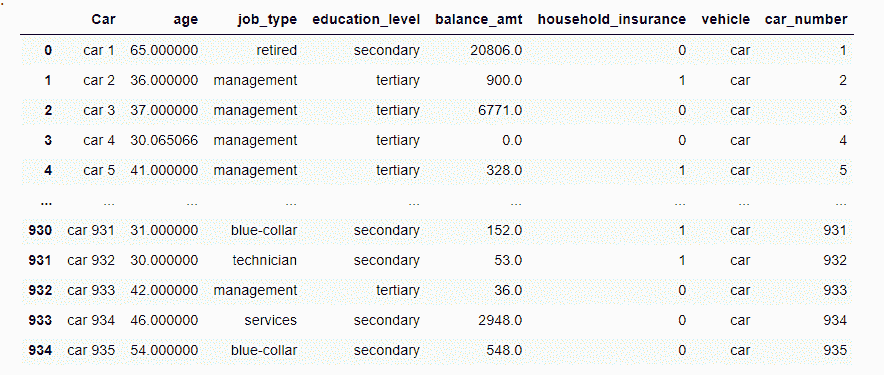 Car age job_type education_level balance_amt household_insurance vehicle car_number
0 car 1 65.000000 retired secondary 20806.0 0 car 1
1 car 2 36.000000 management tertiary 900.0 1 car 2
2 car 3 37.000000 management tertiary 6771.0 0 car 3
3 car 4 30.065066 management tertiary 0.0 0 car 4
4 car 5 41.000000 management tertiary 328.0 1 car 5
... ... ... ... ... ... ... ... ...
930 car 931 31.000000 blue-collar secondary 152.0 1 car 931
931 car 932 30.000000 technician secondary 53.0 1 car 932
932 car 933 42.000000 management tertiary 36.0 0 car 933
933 car 934 46.000000 services secondary 2948.0 0 car 934
934 car 935 54.000000 blue-collar secondary 548.0 0 car 935